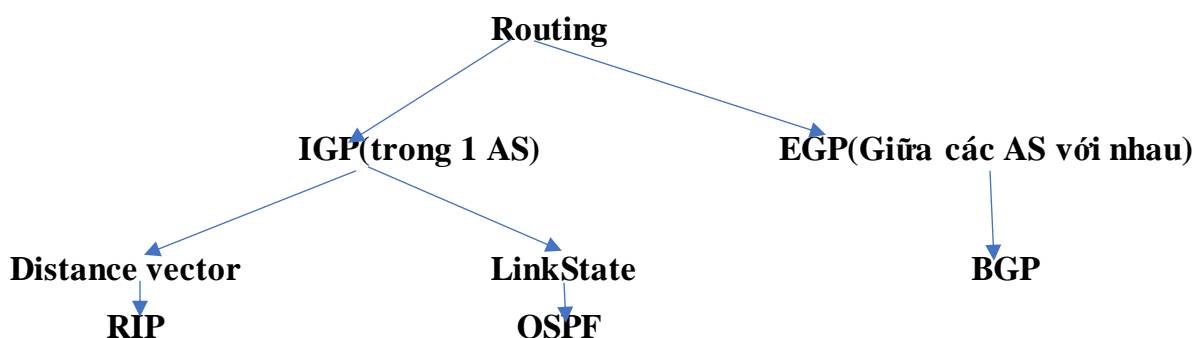 Routing
IGP(trong 1 AS)
EGP(Giữa các AS với nhau)
Distance vector
LinkState
BGP
RIP
OSPF